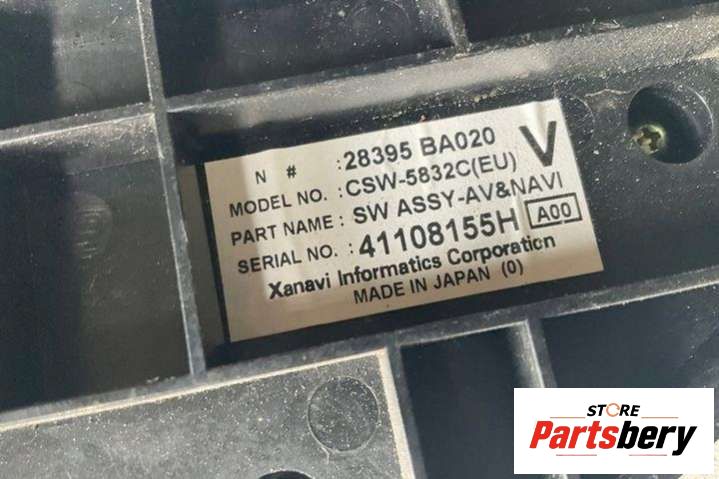 N # : 28395 BA020 V
MODEL NO. : CSW-5832C(EU)
PART NAME : SW ASSY-AV&NAVI
SERIAL NO. : 41108155H A00
Xanavi Informatics Corporation
MADE IN JAPAN (0)
STORE
Partsbery